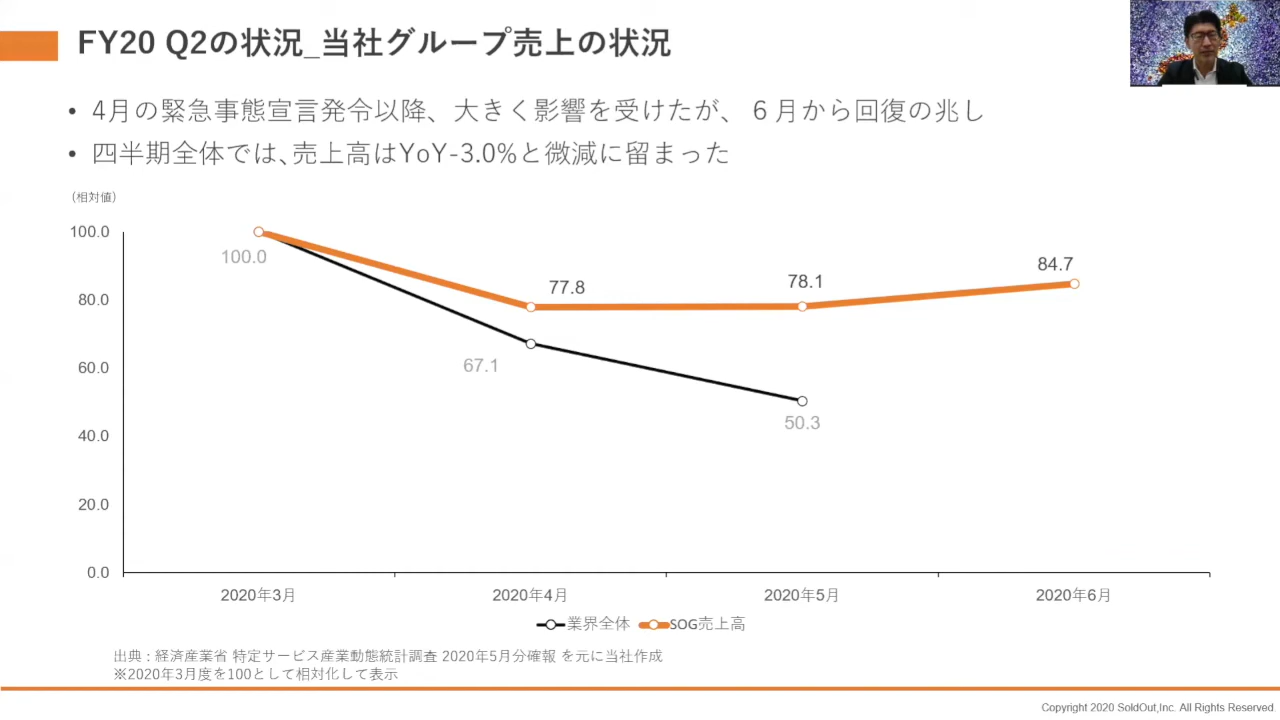 FY20 Q2の状況_当社グループ売上の状況
• 4月の緊急事態宣言発令以降、大きく影響を受けたが、６月から回復の兆し
• 四半期全体では、売上高はYoY-3.0%と微減に留まった
（相対値）
100.0
80.0
60.0
40.0
20.0
0.0
100.0
77.8
78.1
84.7
67.1
50.3
2020年3月 2020年4月 2020年5月 2020年6月
業界全体 SOG売上高
出典：経済産業省 特定サービス産業動態統計調査 2020年5月分確報 を元に当社作成
※2020年3月度を100として相対化して表示
Copyright 2020 SoldOut,Inc. All Rights Reserved.